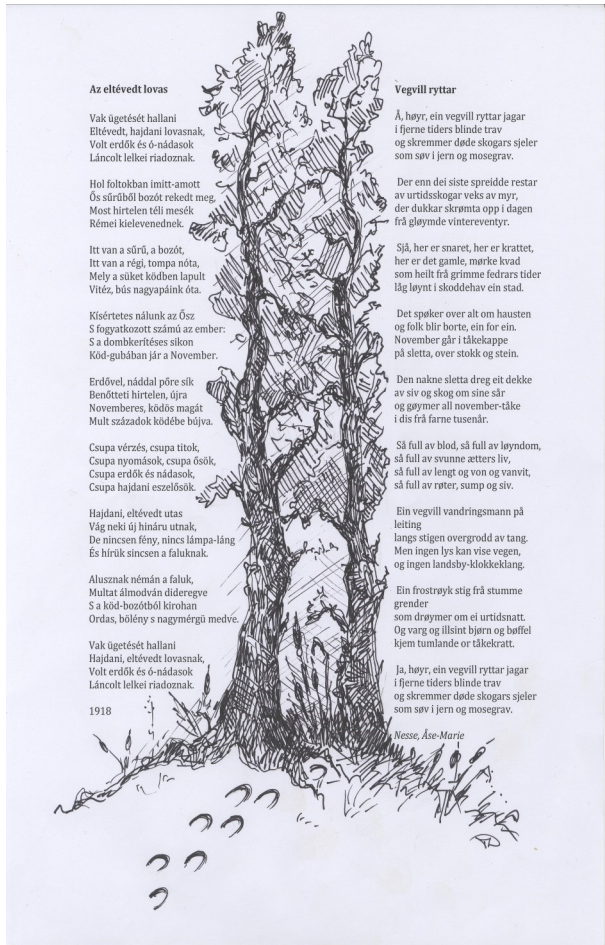 Az eltévedt lovas
Vak ügetését hallani
Eltévedt, hajdani lovasnak,
Volt erdők és ó-nádasok
Láncolt lelkei riadoznak.
Hol foltokban imitt-amott
Ős sűrűből bozót rekedt meg,
Most hirtelen téli mesék
Rémei kielevenednek.
Itt van a sűrű, a bozót,
Itt van a régi, tompa nóta,
Mely a süket ködben lapult
Vitéz, bús nagyapáink óta.
Kísértetes nálunk az Ősz
S fogyatkozott számú az ember:
S a dombkerítéses sikon
Köd-gubában jár a November.
Erdővel, náddal pőre sík
Benőtteti hirtelen, újra
Novemberes, ködös magát
Mult századok ködébe bújva.
Csupa vérzés, csupa titok,
Csupa nyomások, csupa ősök,
Csupa erdők és nádasok,
Csupa hajdani eszelősök.
Hajdani, eltévedt utas
Vág neki új hináru utnak,
De nincsen fény, nincs lámpa-láng
És hírük sincsen a faluknak.
Alusznak némán a faluk,
Multat álmodván dideregve
S a köd-bozótból kirohan
Ordas, bölény s nagymérgü medve.
Vak ügetését hallani
Hajdani, eltévedt lovasnak,
Volt erdők és ó-nádasok
Láncolt lelkei riadoznak.
1918
Vegvill ryttar
Å, høyr, ein vegvill ryttar jagar
i fjerne tiders blinde trav
og skremmer døde skogars sjeler
som søv i jern og mosegrav.
Der enn dei siste spreidde restar
av urtidsskogar veks av myr,
der dukkar skrømta opp i dagen
frå gløymde vintereventyr.
Sjå, her er snaret, her er krattet,
her er det gamle, mørke kvad
som heilt frå grimme fedrars tider
låg løynt i skoddehav ein stad.
Det spøker over alt om hausten
og folk blir borte, ein for ein.
November går i tåkekappe
på sletta, over stokk og stein.
Den nakne sletta dreg eit dekke
av siv og skog om sine sår
og gøymer all november-tåke
i dis frå farne tusenår.
Så full av blod, så full av løyndom,
så full av svunne ætters liv,
så full av lengt og von og vanvit,
så full av røter, sump og siv.
Ein vegvill vandringsmann på
leiting
langs stigen overgrodd av tang.
Men ingen lys kan vise vegen,
og ingen landsby-klokkeklang.
Ein frostrøyk stig frå stumme
grender
som drøymer om ei urtidsnatt.
Og varg og illsint bjørn og bøffel
kjem tumlande or tåkekratt.
Ja, høyr, ein vegvill ryttar jagar
i fjerne tiders blinde trav
og skremmer døde skogars sjeler
som søv i jern og mosegrav.
Nesse, Åse-Marie